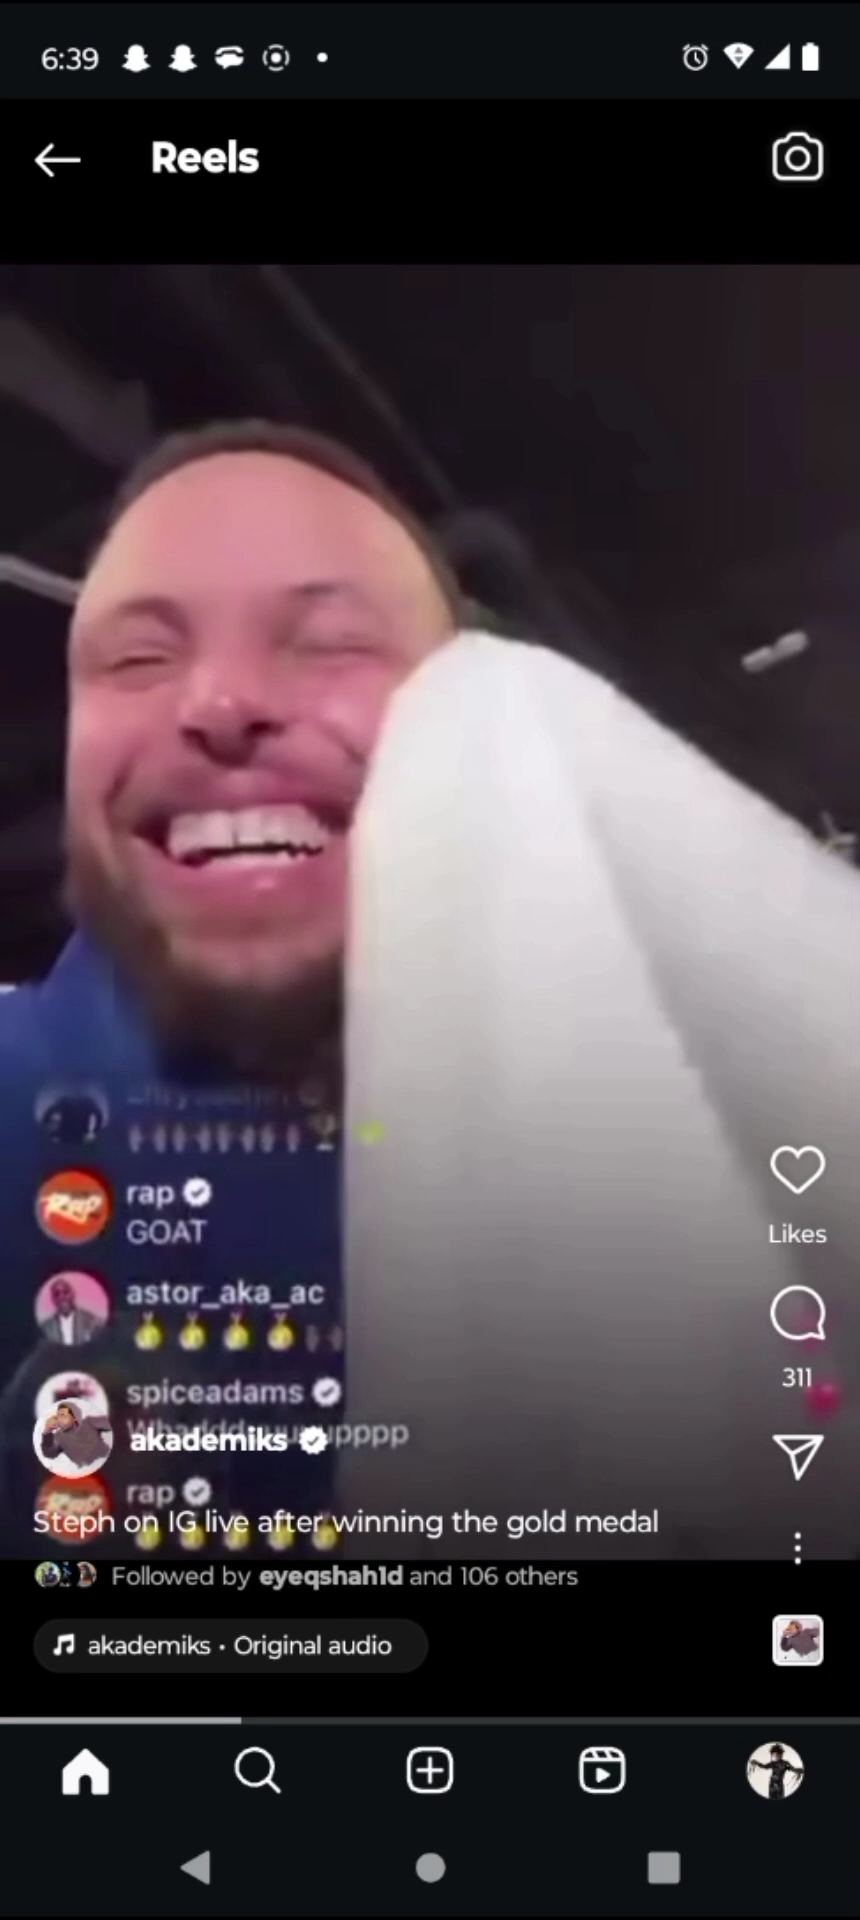 6:39
Reels
rap
GOAT
astor_aka_ac
spiceadams
akademiks
rap
Steph on IG live after winning the gold medal
Followed by eyeqshah1d and 106 others
akademiks • Original audio
Likes
311